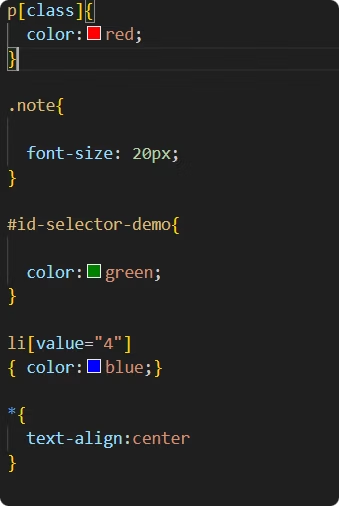 p[class]{
color:red;
}
.note{
font-size: 20px;
}
#id-selector-demo{
color:green;
}
li[value="4"]
{ color:blue;}
*{
text-align:center
}